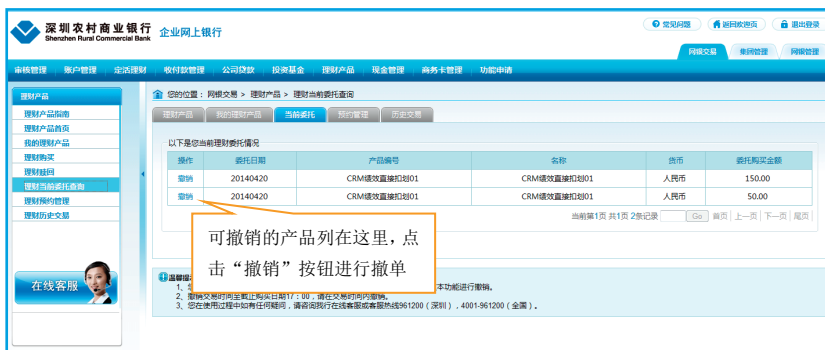 深圳农村商业银行 企业网上银行
Shenzhen Rural Commercial Bank
常见问题 返回欢迎页 退出登录
网银交易 集团管理 网银管理
审核管理 账户管理 定活理财 收付款管理 公司贷款 投资基金 理财产品 现金管理 商务卡管理 功能申请
理财产品
理财产品指南
理财产品首页
我的理财产品
理财购买
理财赎回
理财当前委托查询
理财预约管理
理财历史交易
在线客服
您的位置: 网银交易 > 理财产品 > 理财当前委托查询
理财产品 我的理财产品 当前委托 预约管理 历史交易
以下是您当前理财委托情况
操作 委托日期 产品编号 名称 货币 委托购买金额
撤销 20140420 CRM绩效直接扣划01 CRM绩效直接扣划01 人民币 150.00
撤销 20140420 CRM绩效直接扣划01 CRM绩效直接扣划01 人民币 50.00
当前第1页 共1页 2条记录 Go 首页 上一页 下一页 尾页
可撤销的产品列在这里,点
击“撤销”按钮进行撤单
温馨提
1、 本功能进行撤销。
2、撤销交易时间至截止购买日期17:00,请在交易时间内撤销。
3、您在使用过程中如有任何疑问,请咨询我行在线客服或客服热线961200(深圳),4001-961200(全国)。